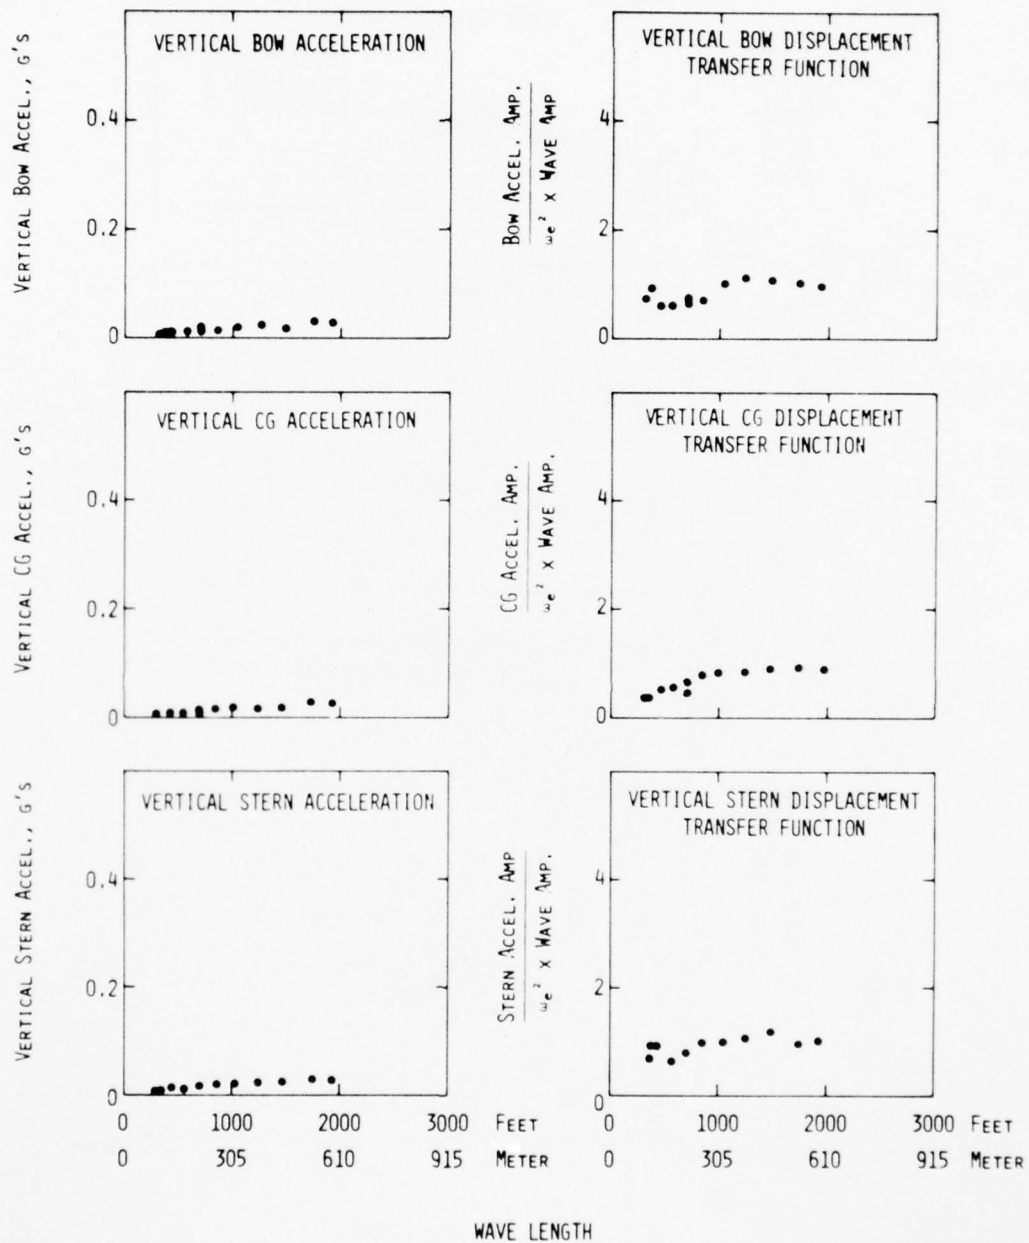 VERTICAL BOW ACCELERATION
VERTICAL BOW ACCEL., G'S
0.4
0.2
0
VERTICAL BOW DISPLACEMENT
TRANSFER FUNCTION
BOW ACCEL. AMP.
ωe² X WAVE AMP
4
2
0
VERTICAL CG ACCELERATION
VERTICAL CG ACCEL., G'S
0.4
0.2
0
VERTICAL CG DISPLACEMENT
TRANSFER FUNCTION
CG ACCEL. AMP.
ωe² X WAVE AMP.
4
2
0
VERTICAL STERN ACCELERATION
VERTICAL STERN ACCEL., G'S
0.4
0.2
0
VERTICAL STERN DISPLACEMENT
TRANSFER FUNCTION
STERN ACCEL. AMP
ωe² X WAVE AMP.
4
2
0
0 1000 2000 3000 0 1000 2000 3000 FEET
0 305 610 915 0 305 610 915 METER
WAVE LENGTH